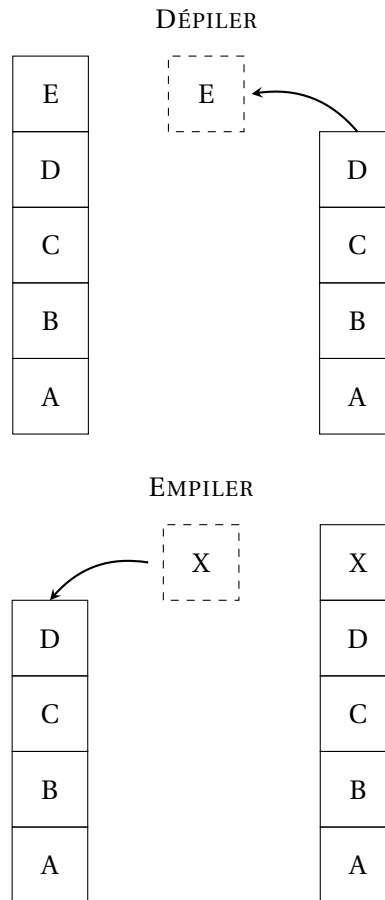 DÉPILER
E E
D D
C C
B B
A A
EMPILER
X X
D D
C C
B B
A A